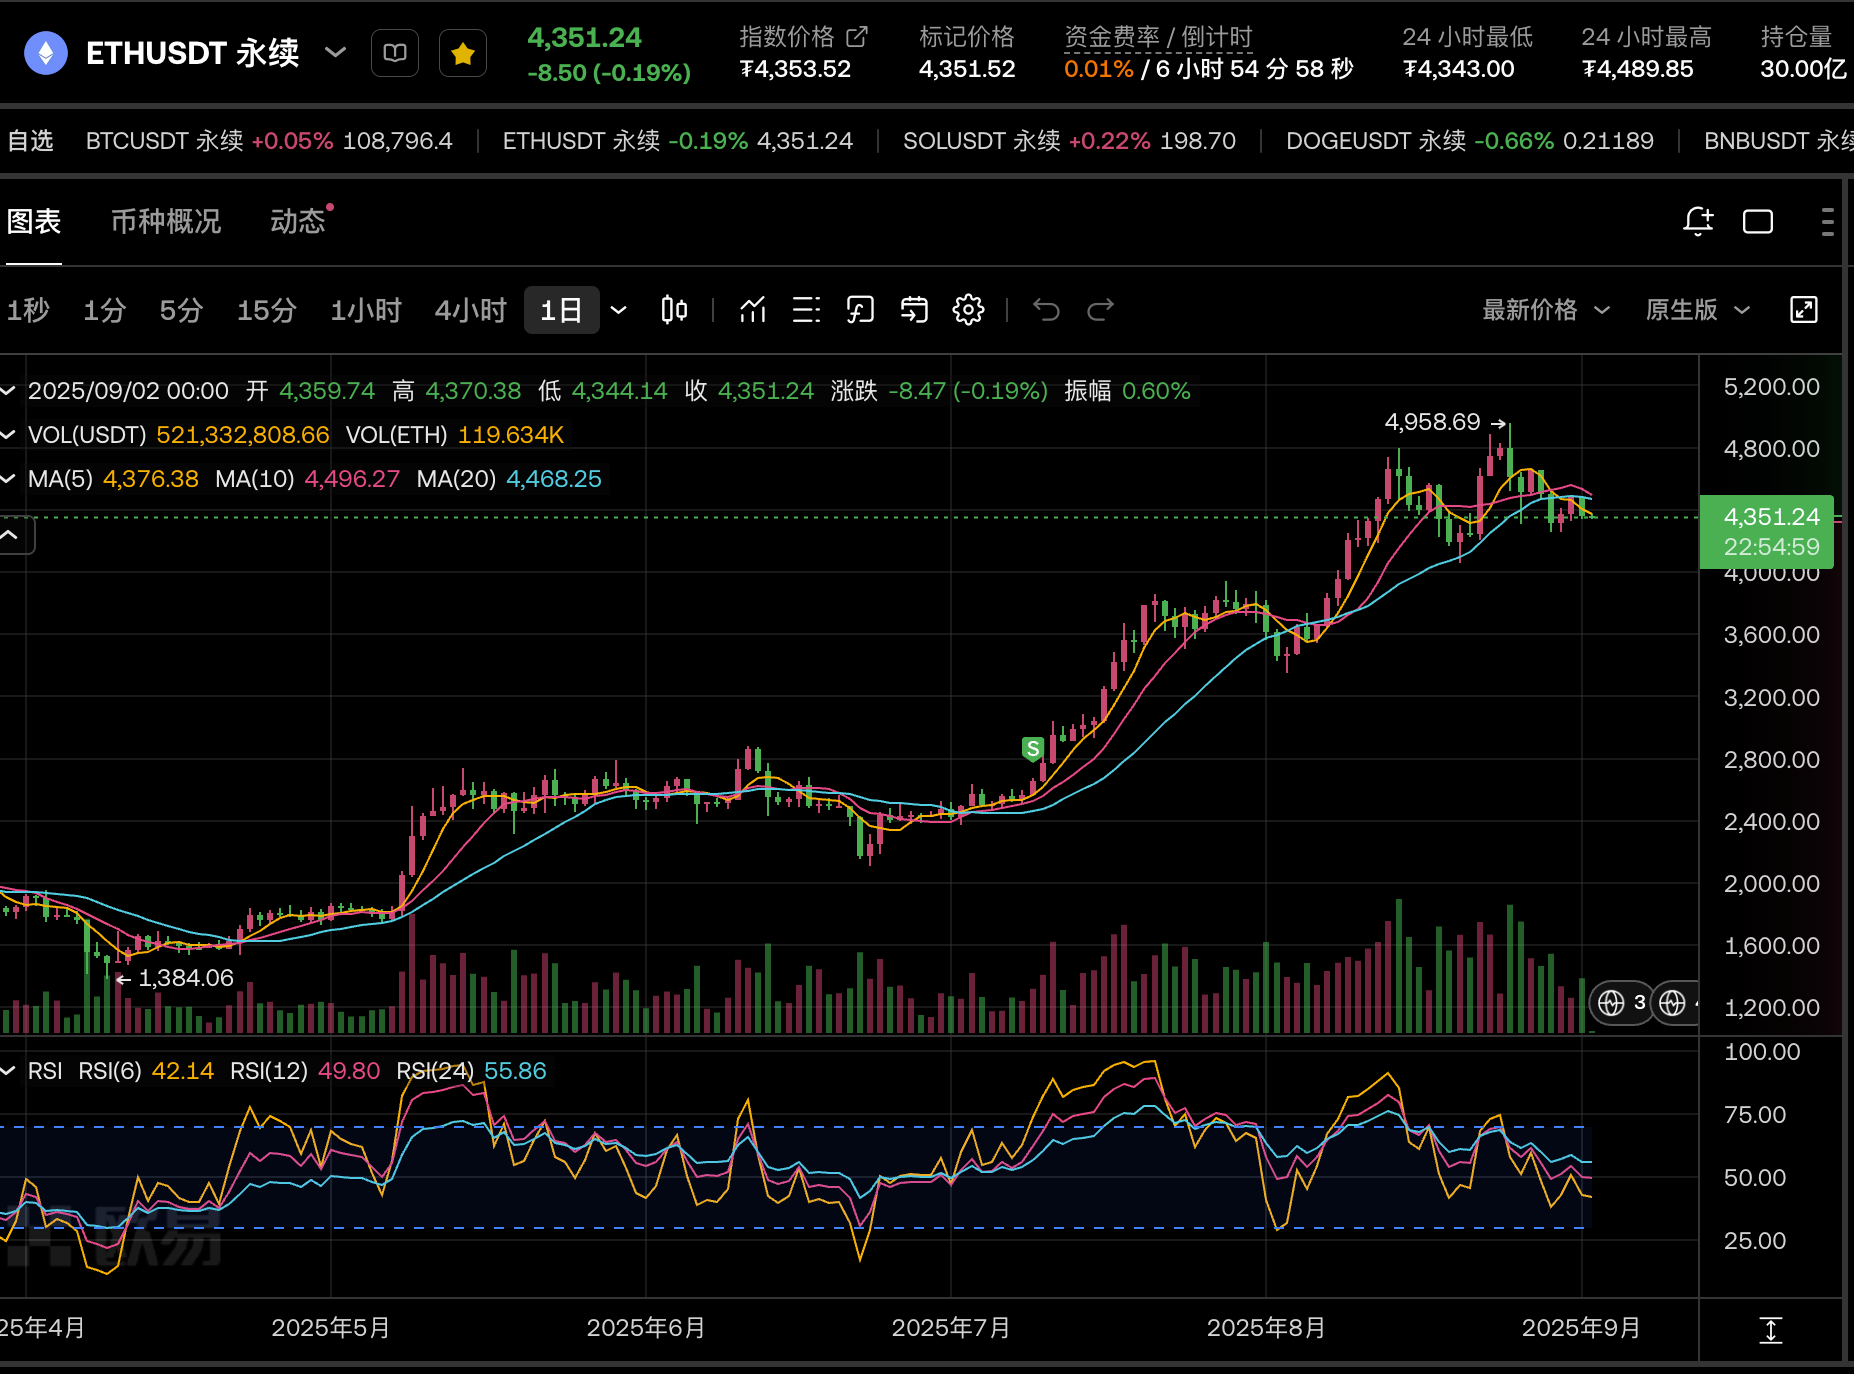 ETHUSDT 永续
4,351.24
-8.50 (-0.19%)
指数价格
₮4,353.52
标记价格
4,351.52
资金费率 / 倒计时
0.01% / 6 小时 54 分 58 秒
24 小时最低
₮4,343.00
24 小时最高
₮4,489.85
持仓量
30.00亿
自选 BTCUSDT 永续 +0.05% 108,796.4 ETHUSDT 永续 -0.19% 4,351.24 SOLUSDT 永续 +0.22% 198.70 DOGEUSDT 永续 -0.66% 0.21189 BNBUSDT 永续
图表 币种概况 动态
1秒 1分 5分 15分 1小时 4小时 1日 最新价格 原生版
2025/09/02 00:00 开 4,359.74 高 4,370.38 低 4,344.14 收 4,351.24 涨跌 -8.47 (-0.19%) 振幅 0.60%
VOL(USDT) 521,332,808.66 VOL(ETH) 119.634K
MA(5) 4,376.38 MA(10) 4,496.27 MA(20) 4,468.25
4,958.69
S
1,384.06
5,200.00
4,800.00
4,351.24
22:54:59
4,000.00
3,600.00
3,200.00
2,800.00
2,400.00
2,000.00
1,600.00
1,200.00
3
RSI RSI(6) 42.14 RSI(12) 49.80 RSI(24) 55.86
100.00
75.00
50.00
25.00
欧易
25年4月 2025年5月 2025年6月 2025年7月 2025年8月 2025年9月